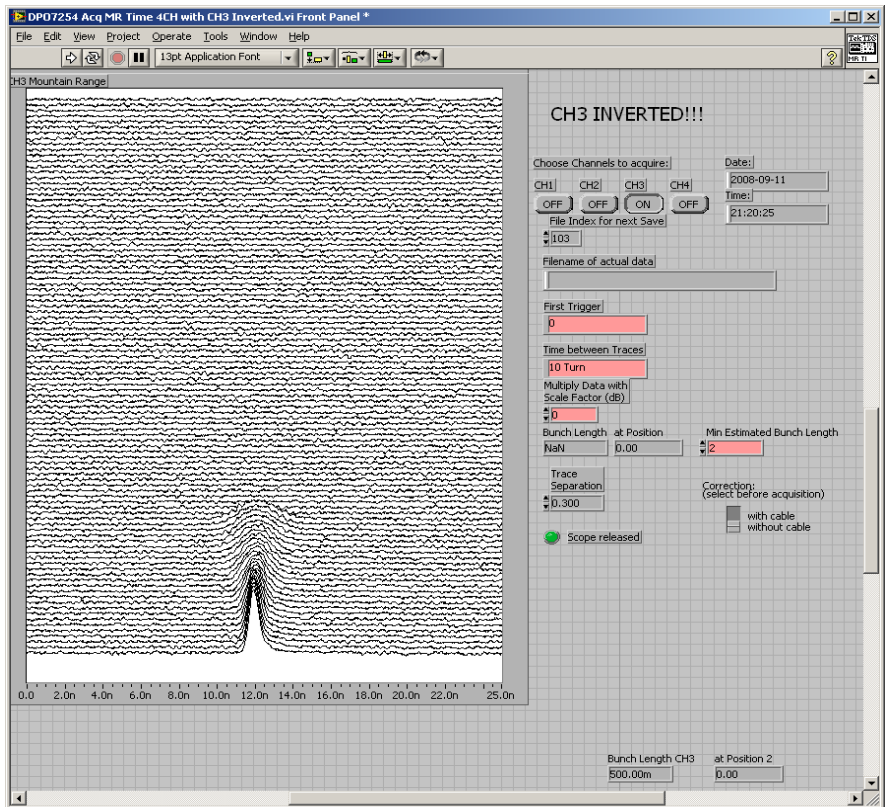 DPO7254 Acq MR Time 4CH with CH3 Inverted.vi Front Panel *
File Edit View Project Operate Tools Window Help
13pt Application Font
Tek TDS
MR TI
CH3 Mountain Range
CH3 INVERTED!!!
Choose Channels to acquire:
Date:
CH1 CH2 CH3 CH4
2008-09-11
OFF OFF ON OFF
Time:
21:20:25
File Index for next Save
103
Filename of actual data
First Trigger
0
Time between Traces
10 Turn
Multiply Data with
Scale Factor (dB)
0
Bunch Length at Position Min Estimated Bunch Length
NaN 0.00 2
Trace
Separation
0.300
Correction:
(select before acquisition)
with cable
without cable
Scope released
0.0 2.0n 4.0n 6.0n 8.0n 10.0n 12.0n 14.0n 16.0n 18.0n 20.0n 22.0n 25.0n
Bunch Length CH3 at Position 2
500.00m 0.00